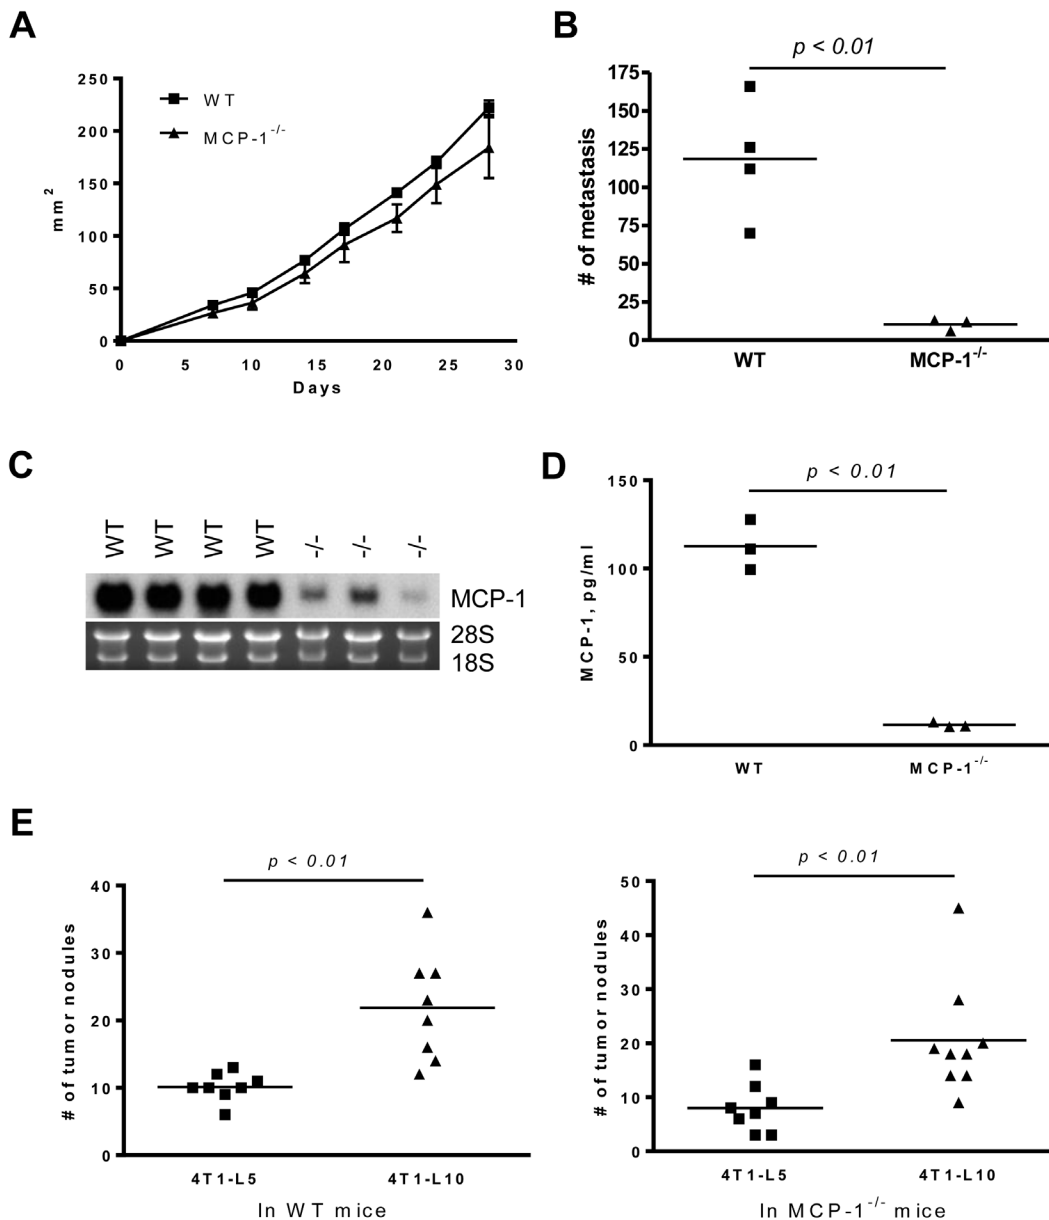 A
250
200
150
100
50
0
mm²
WT
MCP-1-/-
0 5 10 15 20 25 30
Days
B
p < 0.01
175
150
125
100
75
50
25
0
# of metastasis
WT MCP-1-/-
C
WT WT WT WT -/- -/- -/-
MCP-1
28S
18S
D
p < 0.01
150
100
50
0
MCP-1, pg/ml
WT MCP-1-/-
E
p < 0.01
40
30
20
10
0
# of tumor nodules
4T1-L5 4T1-L10
In WT mice
p < 0.01
50
40
30
20
10
0
# of tumor nodules
4T1-L5 4T1-L10
In MCP-1-/- mice